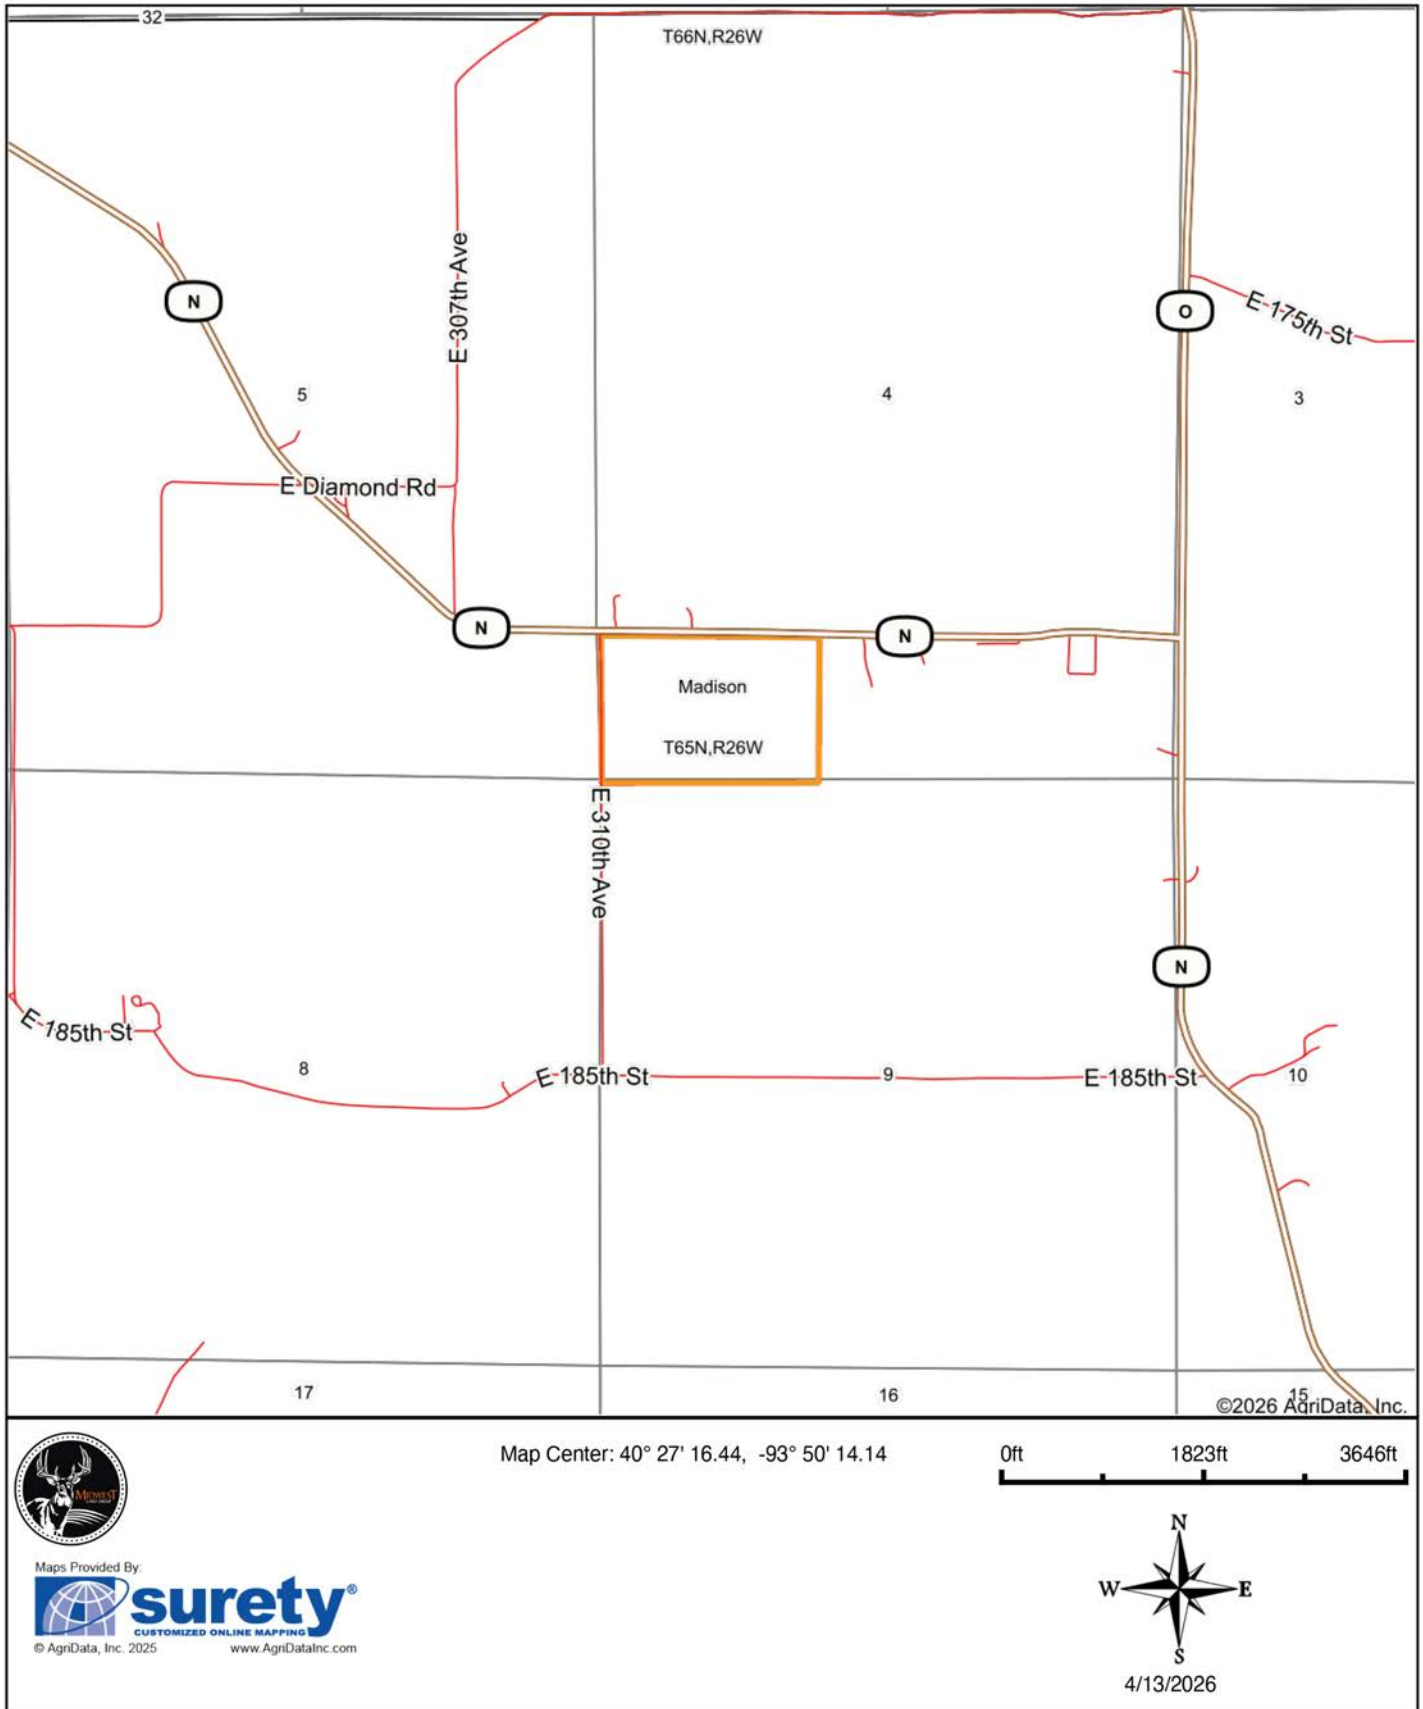 32
T66N,R26W
N
E 307th Ave
O
E 175th St
5
4
3
E Diamond Rd
N
N
Madison
T65N,R26W
E 310th Ave
N
E 185th St
8
E 185th St
9
E 185th St
10
17
16
15
©2026 AgriData, Inc.
Map Center: 40° 27' 16.44, -93° 50' 14.14
0ft 1823ft 3646ft
MIDWEST
LAND GROUP
Maps Provided By:
surety®
CUSTOMIZED ONLINE MAPPING
© AgriData, Inc. 2025 www.AgriDataInc.com
N
W E
S
4/13/2026